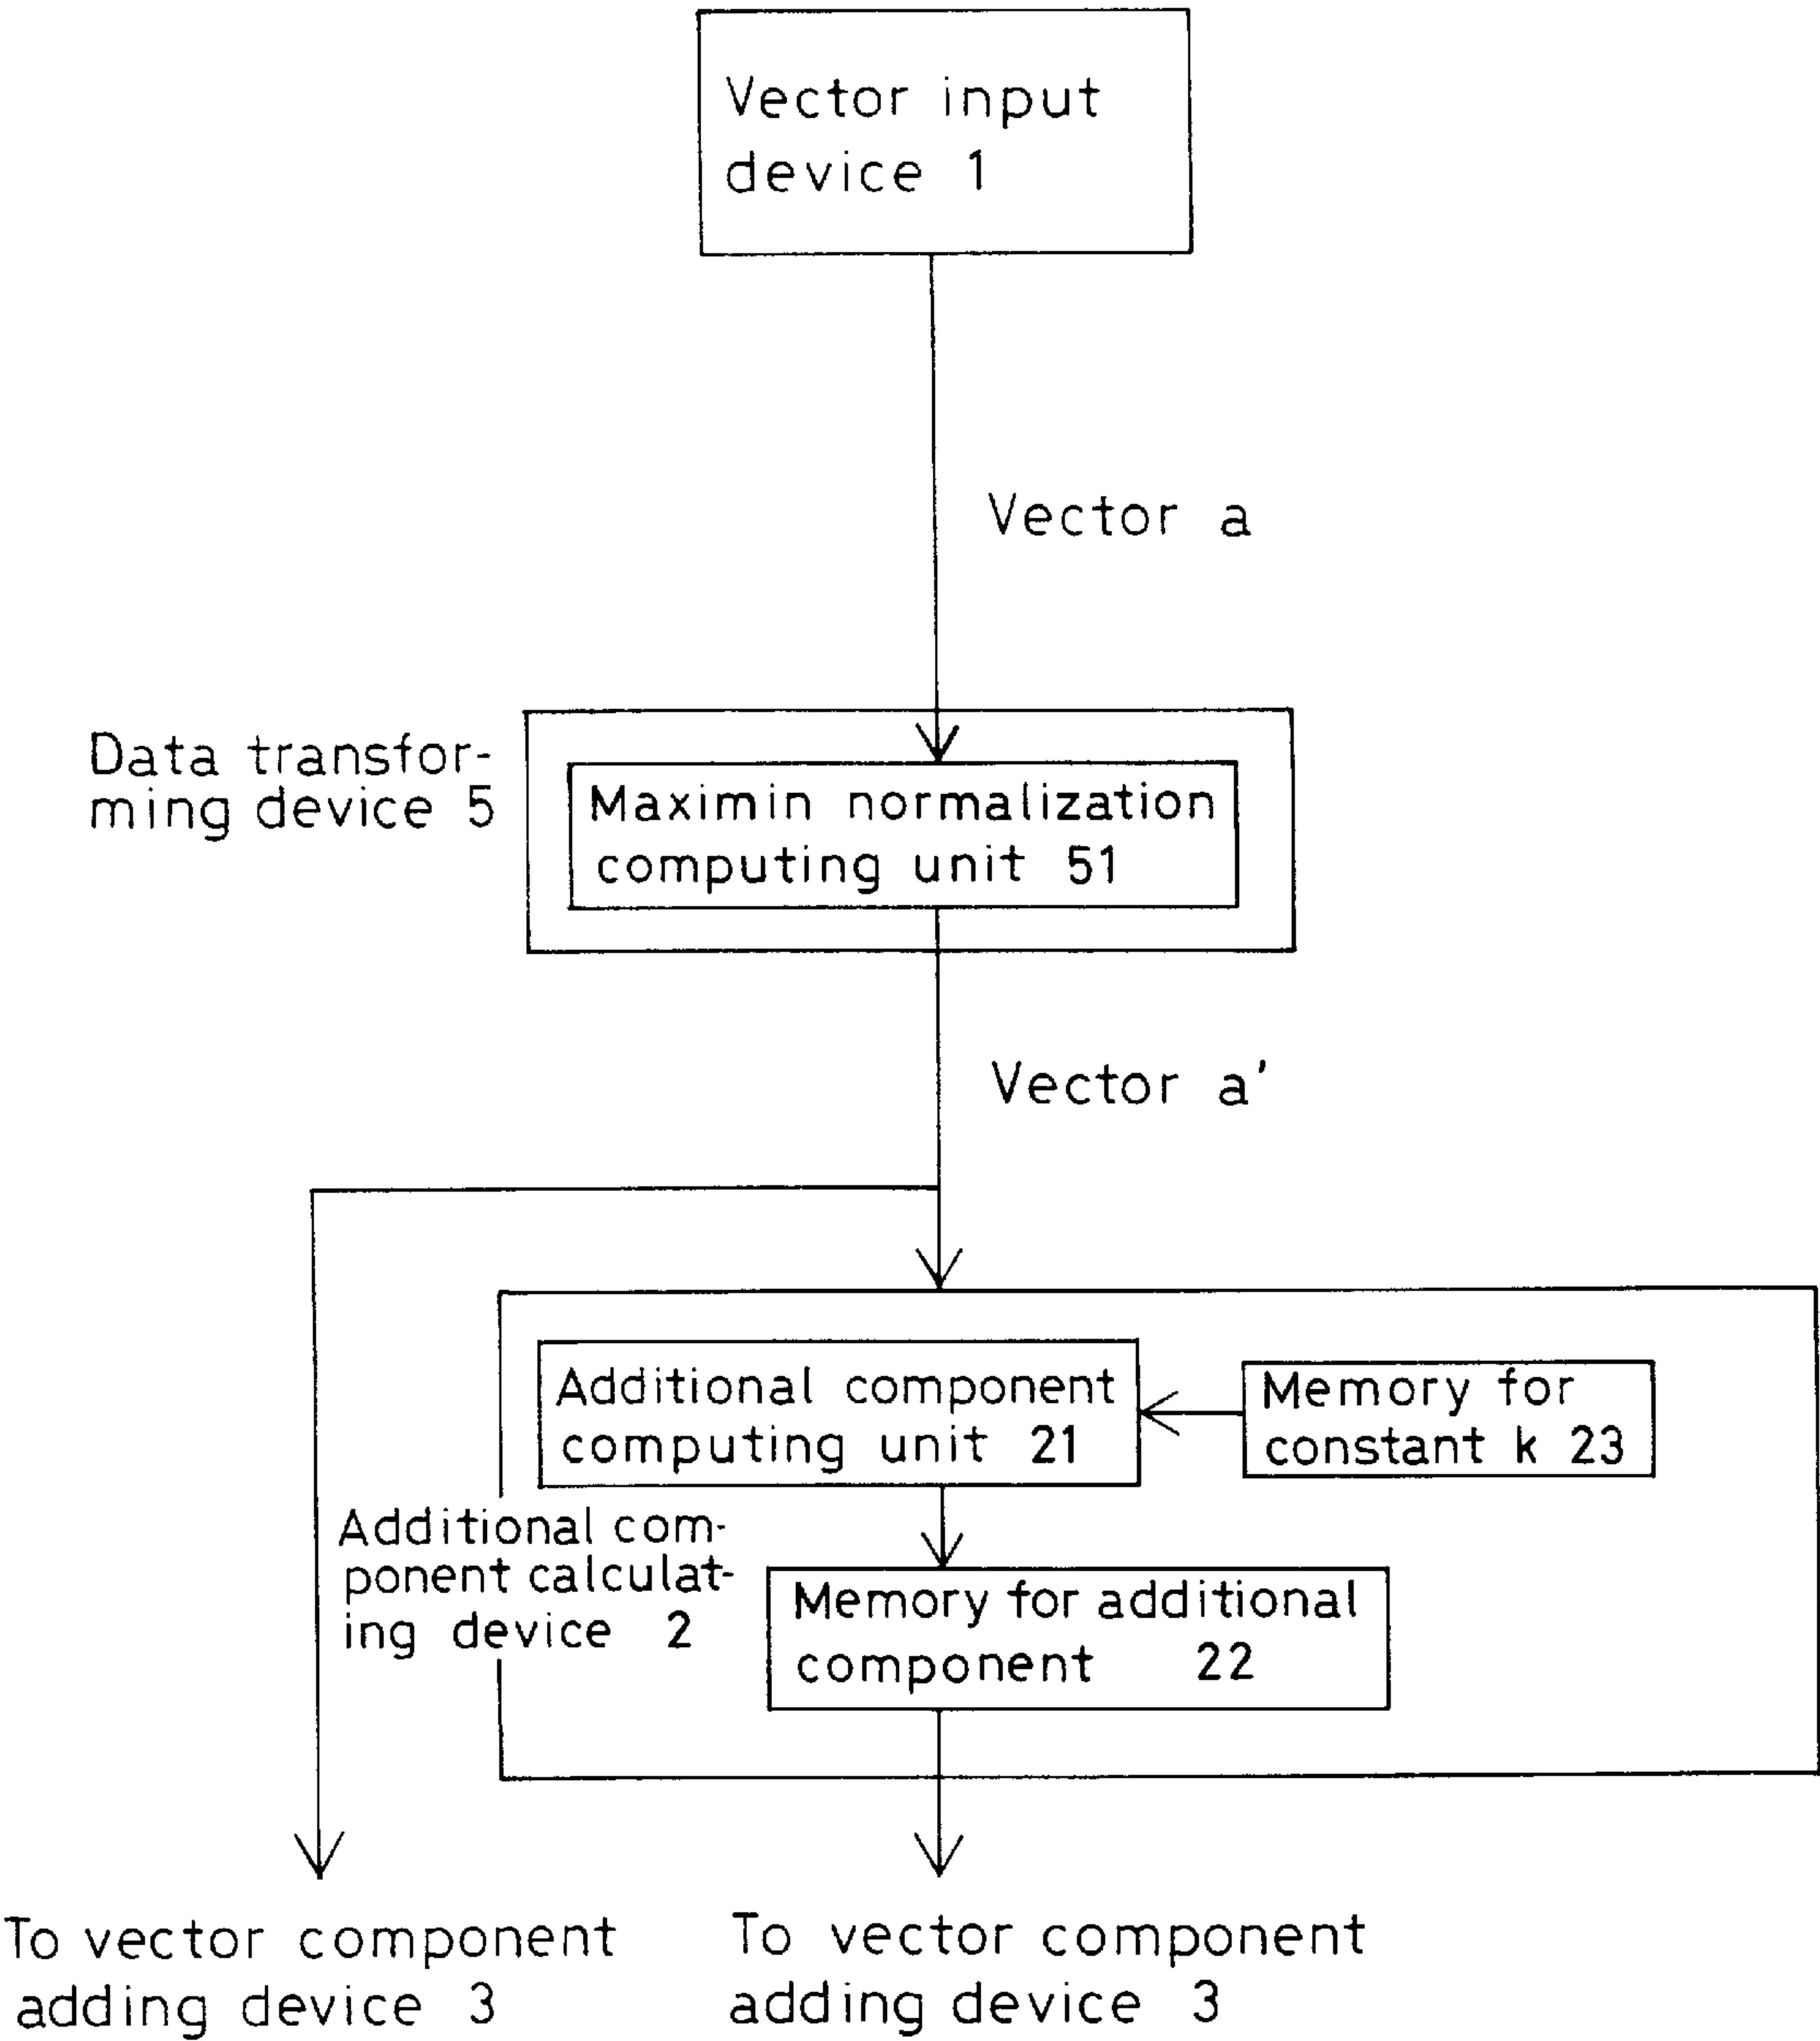 Vector input
device 1
Vector a
Data transfor-
ming device 5
Maximin normalization
computing unit 51
Vector a'
Additional component
computing unit 21
Memory for
constant k 23
Additional com-
ponent calculat-
ing device 2
Memory for additional
component 22
To vector component
adding device 3
To vector component
adding device 3